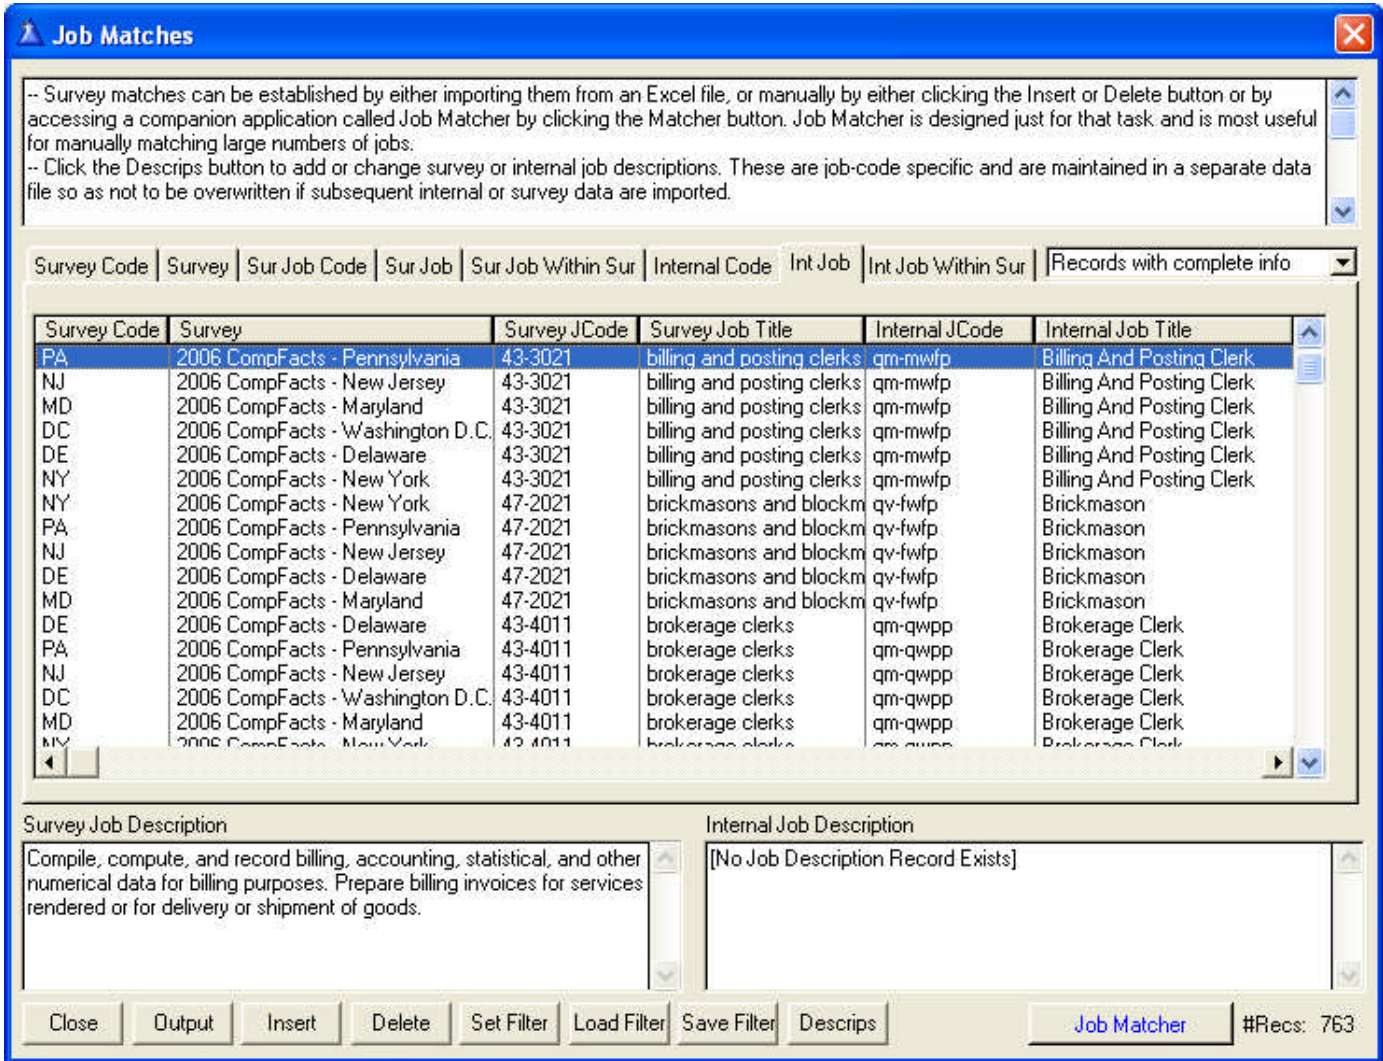 Job Matches
-- Survey matches can be established by either importing them from an Excel file, or manually by either clicking the Insert or Delete button or by
accessing a companion application called Job Matcher by clicking the Matcher button. Job Matcher is designed just for that task and is most useful
for manually matching large numbers of jobs.
-- Click the Descrips button to add or change survey or internal job descriptions. These are job-code specific and are maintained in a separate data
file so as not to be overwritten if subsequent internal or survey data are imported.
Survey Code Survey Sur Job Code Sur Job Sur Job Within Sur Internal Code Int Job Int Job Within Sur Records with complete info
Survey Code Survey Survey JCode Survey Job Title Internal JCode Internal Job Title
PA 2006 CompFacts - Pennsylvania 43-3021 billing and posting clerks qm-mwfp Billing And Posting Clerk
NJ 2006 CompFacts - New Jersey 43-3021 billing and posting clerks qm-mwfp Billing And Posting Clerk
MD 2006 CompFacts - Maryland 43-3021 billing and posting clerks qm-mwfp Billing And Posting Clerk
DC 2006 CompFacts - Washington D.C. 43-3021 billing and posting clerks qm-mwfp Billing And Posting Clerk
DE 2006 CompFacts - Delaware 43-3021 billing and posting clerks qm-mwfp Billing And Posting Clerk
NY 2006 CompFacts - New York 43-3021 billing and posting clerks qm-mwfp Billing And Posting Clerk
NY 2006 CompFacts - New York 47-2021 brickmasons and blockm qv-fwfp Brickmason
PA 2006 CompFacts - Pennsylvania 47-2021 brickmasons and blockm qv-fwfp Brickmason
NJ 2006 CompFacts - New Jersey 47-2021 brickmasons and blockm qv-fwfp Brickmason
DE 2006 CompFacts - Delaware 47-2021 brickmasons and blockm qv-fwfp Brickmason
MD 2006 CompFacts - Maryland 47-2021 brickmasons and blockm qv-fwfp Brickmason
DE 2006 CompFacts - Delaware 43-4011 brokerage clerks qm-qwpp Brokerage Clerk
PA 2006 CompFacts - Pennsylvania 43-4011 brokerage clerks qm-qwpp Brokerage Clerk
NJ 2006 CompFacts - New Jersey 43-4011 brokerage clerks qm-qwpp Brokerage Clerk
DC 2006 CompFacts - Washington D.C. 43-4011 brokerage clerks qm-qwpp Brokerage Clerk
MD 2006 CompFacts - Maryland 43-4011 brokerage clerks qm-qwpp Brokerage Clerk
NY 2006 CompFacts - New York 43-4011 brokerage clerks qm-qwpp Brokerage Clerk
Survey Job Description
Compile, compute, and record billing, accounting, statistical, and other
numerical data for billing purposes. Prepare billing invoices for services
rendered or for delivery or shipment of goods.
Internal Job Description
[No Job Description Record Exists]
Close Output Insert Delete Set Filter Load Filter Save Filter Descrips Job Matcher #Recs: 763